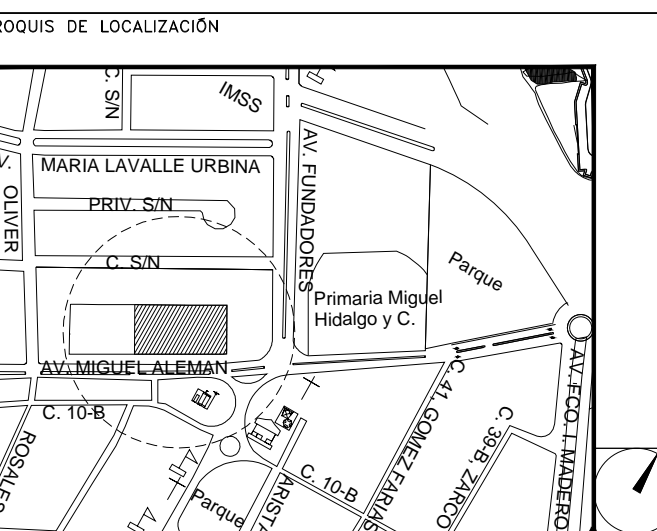 ROQUIS DE LOCALIZACIÓN
C. S/N
IMSS
AV. FUNDADORES
V.
OLIVER
MARIA LAVALLE URBINA
PRIV. S/N
C. S/N
Parque
Primaria Miguel
Hidalgo y C.
AV. MIGUEL ALEMAN
C. 10-B
ROSALES
C. 41, GOMEZ FARIAS
C. 39-B, ZARCO
AV. FCO. I. MADERO
C. 10-B
Parque
ARISTA